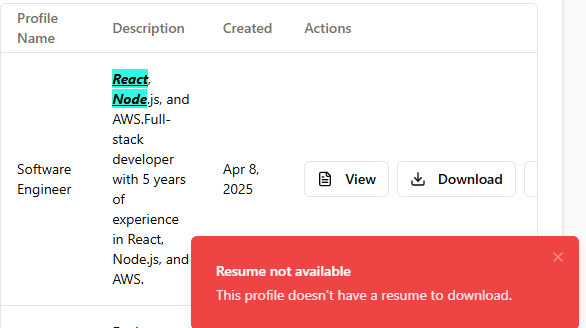 Profile
Name
Description
Created
Actions
React,
Node.js, and
AWS.Full-
stack
developer
with 5 years
of
experience
in React,
Node.js, and
AWS.
Software
Engineer
Apr 8,
2025
View
Download
Resume not available
This profile doesn't have a resume to download.